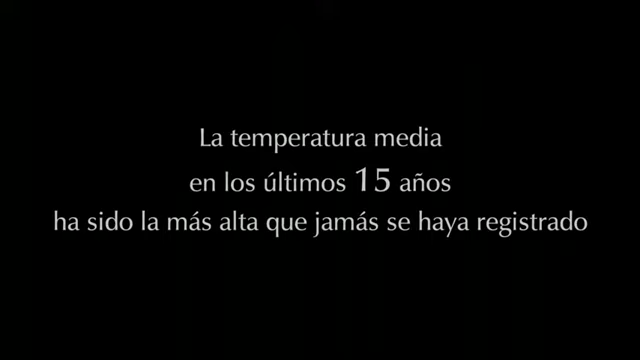 La temperatura media
en los últimos 15 años
ha sido la más alta que jamás se haya registrado